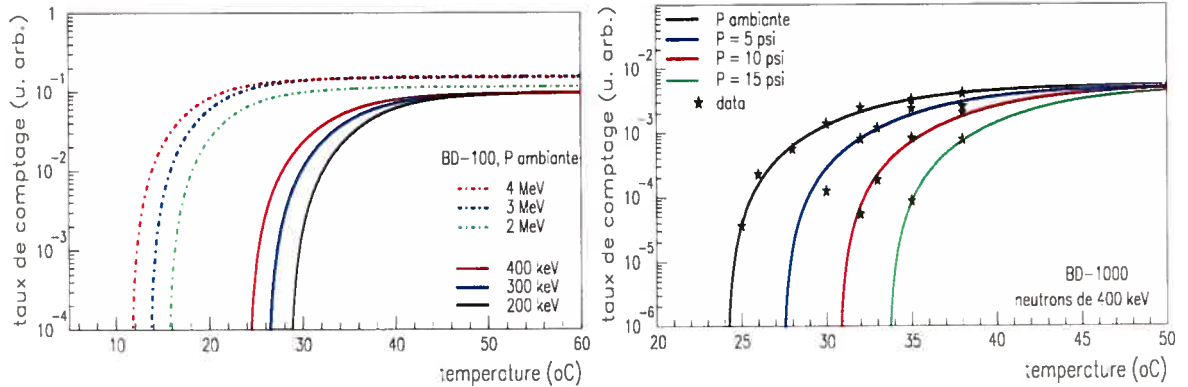 taux de comptage (u. arb.)
1
10⁻¹
10⁻²
10⁻³
10⁻⁴
BD-100, P ambiante
4 MeV
3 MeV
2 MeV
400 keV
300 keV
200 keV
10
20
30
40
50
60
temperature (oC)
taux de comptage (u. arb.)
P ambiante
P = 5 psi
P = 10 psi
P = 15 psi
data
10⁻²
10⁻³
10⁻⁴
10⁻⁵
10⁻⁶
BD-1000
neutrons de 400 keV
20
25
30
35
40
45
50
temperature (oC)